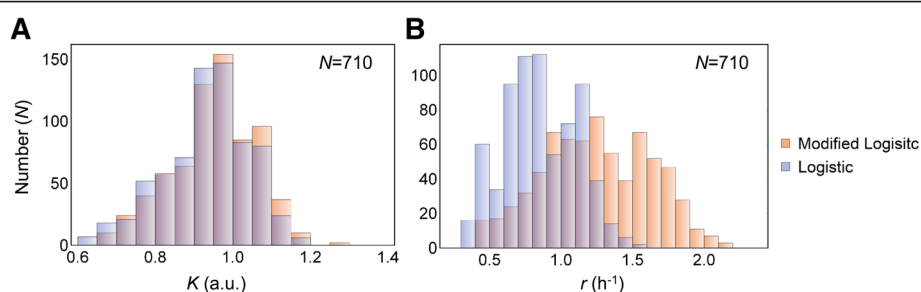 A
B
150
100
50
0
Number (N)
N=710
0.6
0.8
1.0
1.2
1.4
K (a.u.)
100
80
60
40
20
0
N=710
0.5
1.0
1.5
2.0
r (h-1)
Modified Logisitc
Logistic